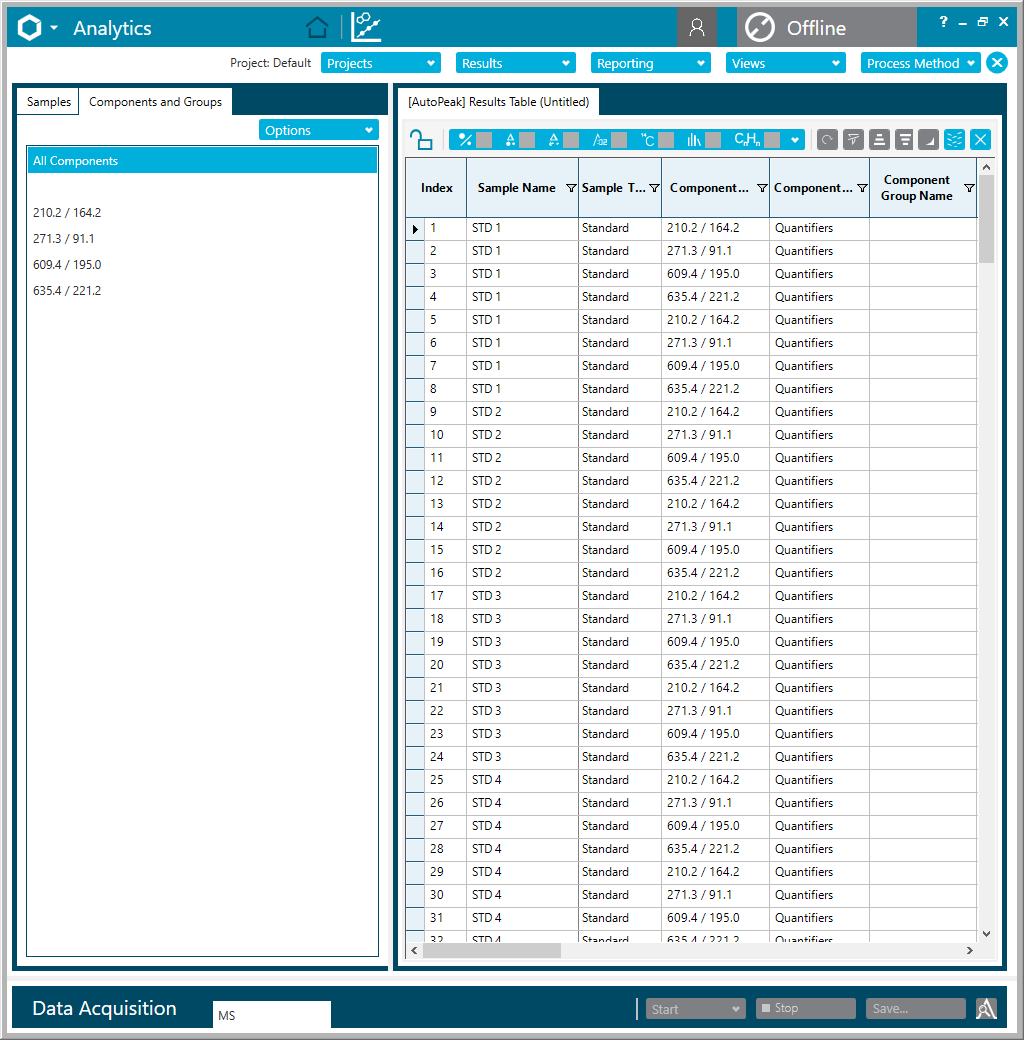 Analytics
Offline
?
Project: Default
Projects
Results
Reporting
Views
Process Method
Samples
Components and Groups
Options
All Components
210.2 / 164.2
271.3 / 91.1
609.4 / 195.0
635.4 / 221.2
[AutoPeak] Results Table (Untitled)
Index Sample Name Sample T... Component... Component... Component Group Name
1 STD 1 Standard 210.2 / 164.2 Quantifiers
2 STD 1 Standard 271.3 / 91.1 Quantifiers
3 STD 1 Standard 609.4 / 195.0 Quantifiers
4 STD 1 Standard 635.4 / 221.2 Quantifiers
5 STD 1 Standard 210.2 / 164.2 Quantifiers
6 STD 1 Standard 271.3 / 91.1 Quantifiers
7 STD 1 Standard 609.4 / 195.0 Quantifiers
8 STD 1 Standard 635.4 / 221.2 Quantifiers
9 STD 2 Standard 210.2 / 164.2 Quantifiers
10 STD 2 Standard 271.3 / 91.1 Quantifiers
11 STD 2 Standard 609.4 / 195.0 Quantifiers
12 STD 2 Standard 635.4 / 221.2 Quantifiers
13 STD 2 Standard 210.2 / 164.2 Quantifiers
14 STD 2 Standard 271.3 / 91.1 Quantifiers
15 STD 2 Standard 609.4 / 195.0 Quantifiers
16 STD 2 Standard 635.4 / 221.2 Quantifiers
17 STD 3 Standard 210.2 / 164.2 Quantifiers
18 STD 3 Standard 271.3 / 91.1 Quantifiers
19 STD 3 Standard 609.4 / 195.0 Quantifiers
20 STD 3 Standard 635.4 / 221.2 Quantifiers
21 STD 3 Standard 210.2 / 164.2 Quantifiers
22 STD 3 Standard 271.3 / 91.1 Quantifiers
23 STD 3 Standard 609.4 / 195.0 Quantifiers
24 STD 3 Standard 635.4 / 221.2 Quantifiers
25 STD 4 Standard 210.2 / 164.2 Quantifiers
26 STD 4 Standard 271.3 / 91.1 Quantifiers
27 STD 4 Standard 609.4 / 195.0 Quantifiers
28 STD 4 Standard 635.4 / 221.2 Quantifiers
29 STD 4 Standard 210.2 / 164.2 Quantifiers
30 STD 4 Standard 271.3 / 91.1 Quantifiers
31 STD 4 Standard 609.4 / 195.0 Quantifiers
32 STD 4 Standard 635.4 / 221.2 Quantifiers
Data Acquisition
MS
Start
Stop
Save...